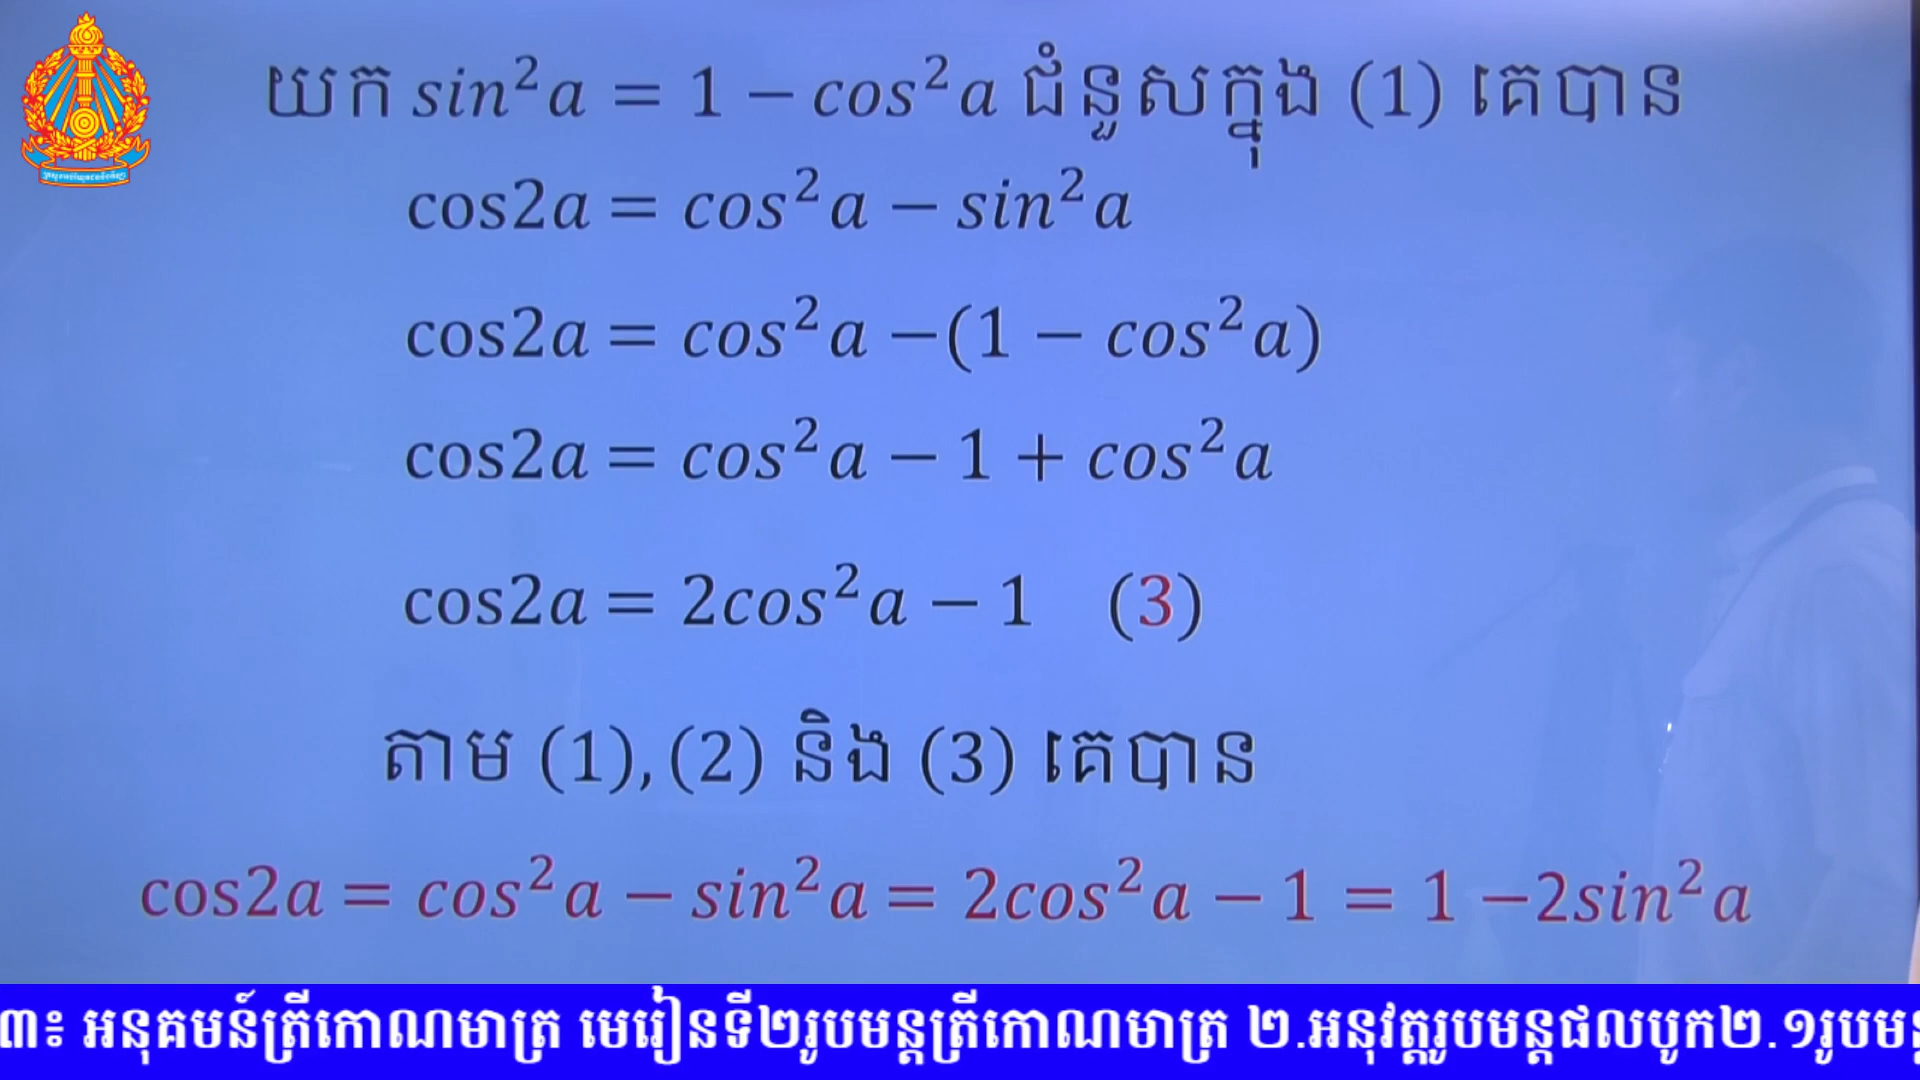 យក sin²a = 1 − cos²a ជំនួសក្នុង (1) គេបាន
cos2a = cos²a − sin²a
cos2a = cos²a −(1 − cos²a)
cos2a = cos²a − 1 + cos²a
cos2a = 2cos²a − 1 (3)
តាម (1), (2) និង (3) គេបាន
cos2a = cos²a − sin²a = 2cos²a − 1 = 1 −2sin²a
៣៖ អនុគមន៍ត្រីកោណមាត្រ មេរៀនទី២រូបមន្តត្រីកោណមាត្រ ២.អនុវត្តរូបមន្តផលបូក២.១រូបមន្ត